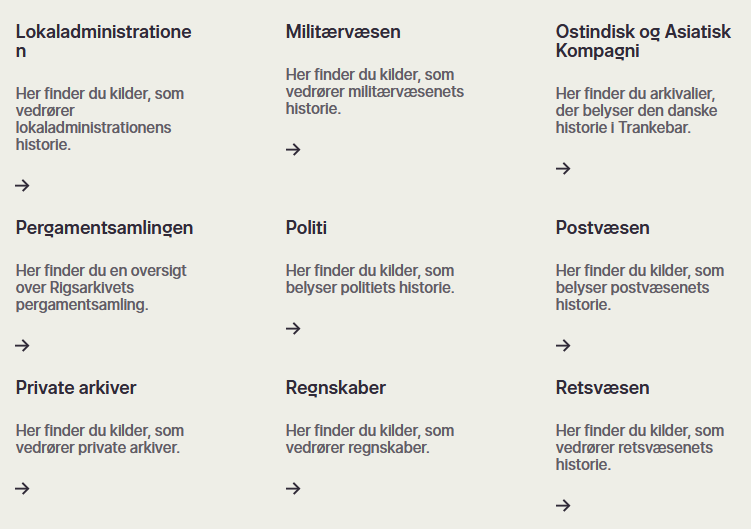 Lokaladministratione
n
Her finder du kilder, som
vedrører
lokaladministrationens
historie.
Militærvæsen
Her finder du kilder, som
vedrører militærvæsenets
historie.
Ostindisk og Asiatisk
Kompagni
Her finder du arkivalier,
der belyser den danske
historie i Trankebar.
Pergamentsamlingen
Her finder du en oversigt
over Rigsarkivets
pergamentsamling.
Politi
Her finder du kilder, som
belyser politiets historie.
Postvæsen
Her finder du kilder, som
belyser postvæsenets
historie.
Private arkiver
Her finder du kilder, som
vedrører private arkiver.
Regnskaber
Her finder du kilder, som
vedrører regnskaber.
Retsvæsen
Her finder du kilder, som
vedrører retsvæsenets
historie.